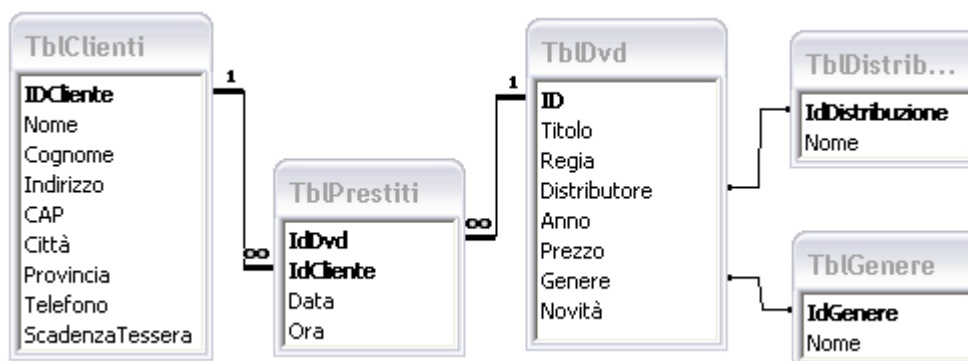 TblClienti
IDCliente
Nome
Cognome
Indirizzo
CAP
Città
Provincia
Telefono
ScadenzaTessera
1
∞
TblPrestiti
IdDvd
IdCliente
Data
Ora
1
∞
TblDvd
ID
Titolo
Regia
Distributore
Anno
Prezzo
Genere
Novità
TblDistrib...
IdDistribuzione
Nome
TblGenere
IdGenere
Nome